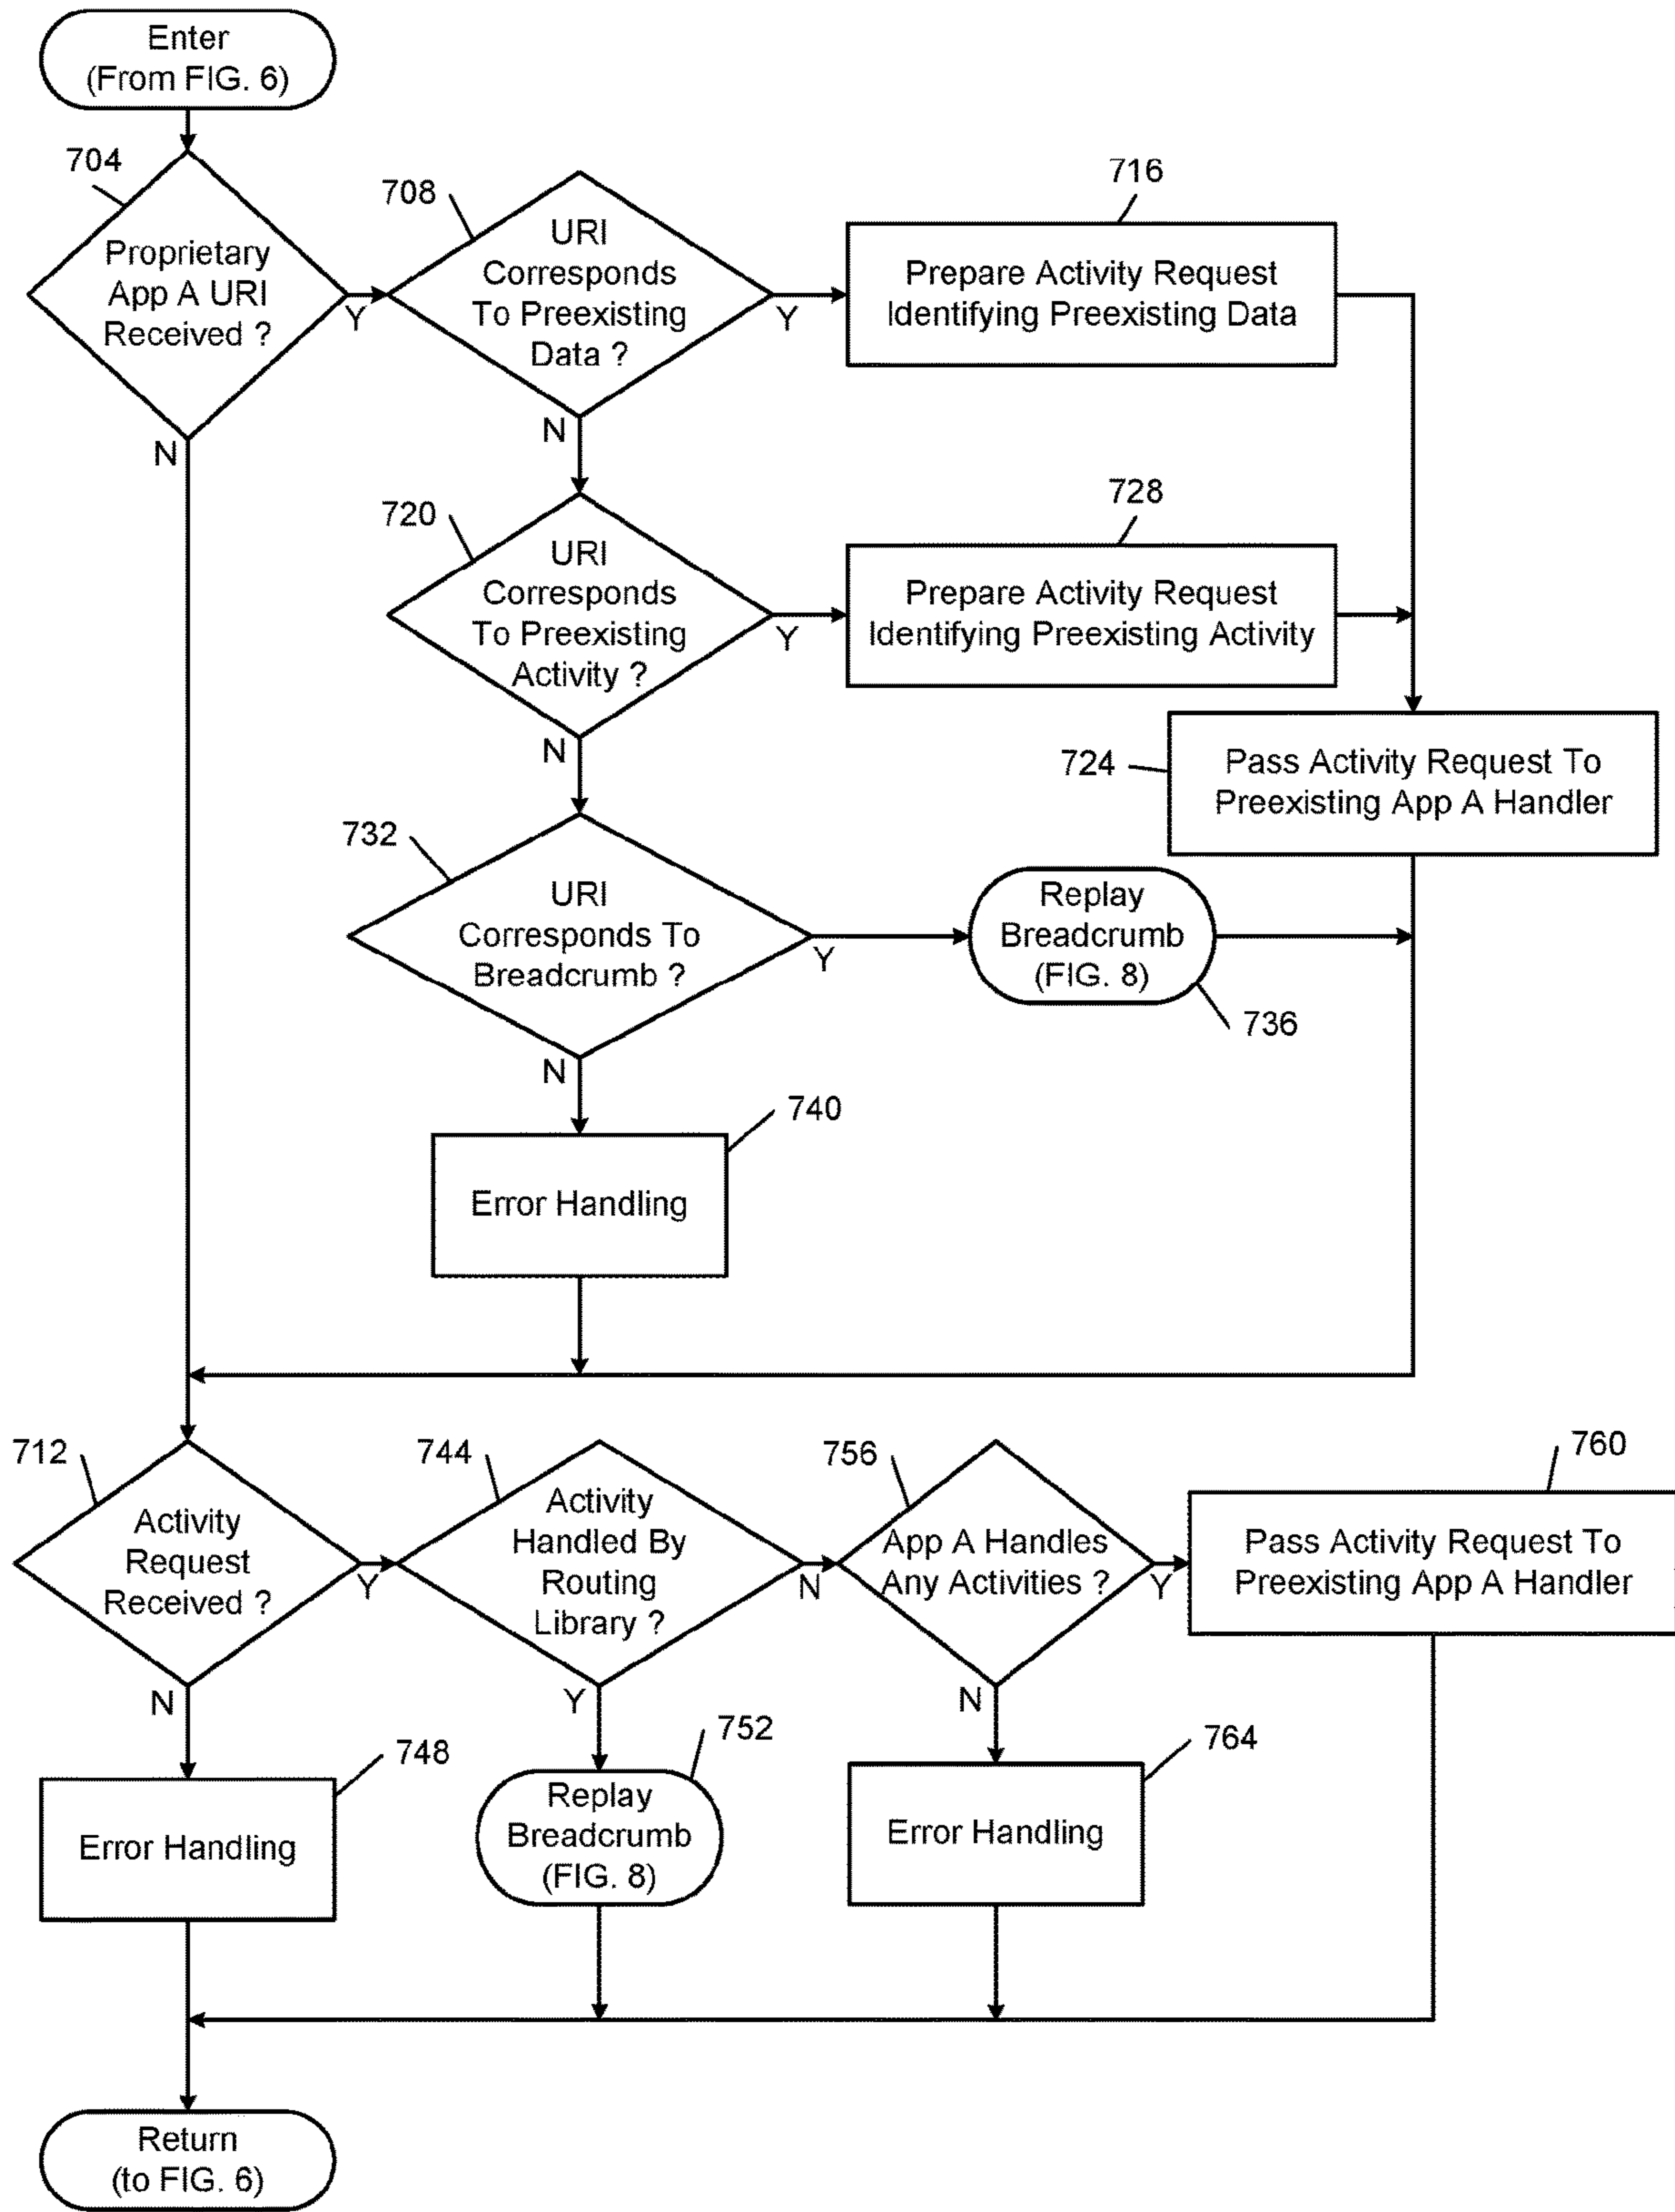 Enter
(From FIG. 6)
704
Proprietary
App A URI
Received ?
Y
N
708
URI
Corresponds
To Preexisting
Data ?
Y
N
716
Prepare Activity Request
Identifying Preexisting Data
720
URI
Corresponds
To Preexisting
Activity ?
Y
N
728
Prepare Activity Request
Identifying Preexisting Activity
724
Pass Activity Request To
Preexisting App A Handler
732
URI
Corresponds To
Breadcrumb ?
Y
N
Replay
Breadcrumb
(FIG. 8)
736
740
Error Handling
712
Activity
Request
Received ?
Y
N
744
Activity
Handled By
Routing
Library ?
N
Y
756
App A Handles
Any Activities ?
Y
N
760
Pass Activity Request To
Preexisting App A Handler
748
Error Handling
752
Replay
Breadcrumb
(FIG. 8)
764
Error Handling
Return
(to FIG. 6)